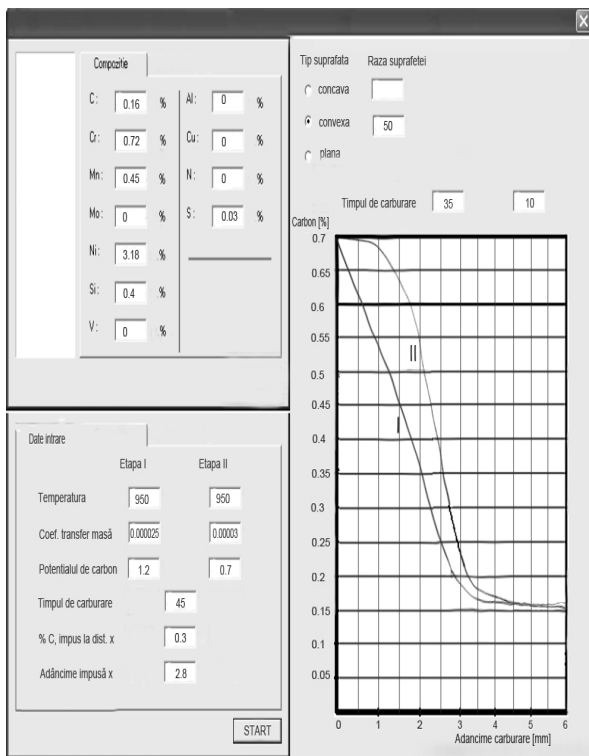 Compozitie
C: 0.16 % Al: 0 %
Cr: 0.72 % Cu: 0 %
Mn: 0.45 % N: 0 %
Mo: 0 % S: 0.03 %
Ni: 3.18 %
Si: 0.4 %
V: 0 %
Date intrare
Etapa I Etapa II
Temperatura 950 950
Coef. transfer masă 0.000025 0.00003
Potentialul de carbon 1.2 0.7
Timpul de carburare 45
% C, impus la dist. x 0.3
Adâncime impusă x 2.8
START
Tip suprafata Raza suprafetei
concava
convexa 50
plana
Timpul de carburare 35 10
Carbon [%]
0.7
0.65
0.6
0.55
0.5
0.45
0.4
0.35
0.3
0.25
0.2
0.15
0.1
0.05
II
I
0 1 2 3 4 5 6
Adancime carburare [mm]